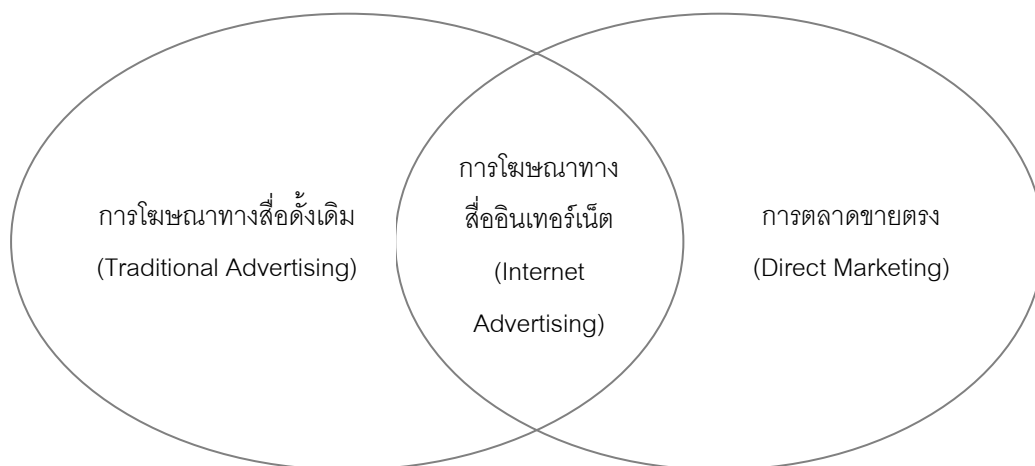 การโฆษณาทางสื่อดั้งเดิม
(Traditional Advertising)
การโฆษณาทาง
สื่ออินเทอร์เน็ต
(Internet
Advertising)
การตลาดขายตรง
(Direct Marketing)